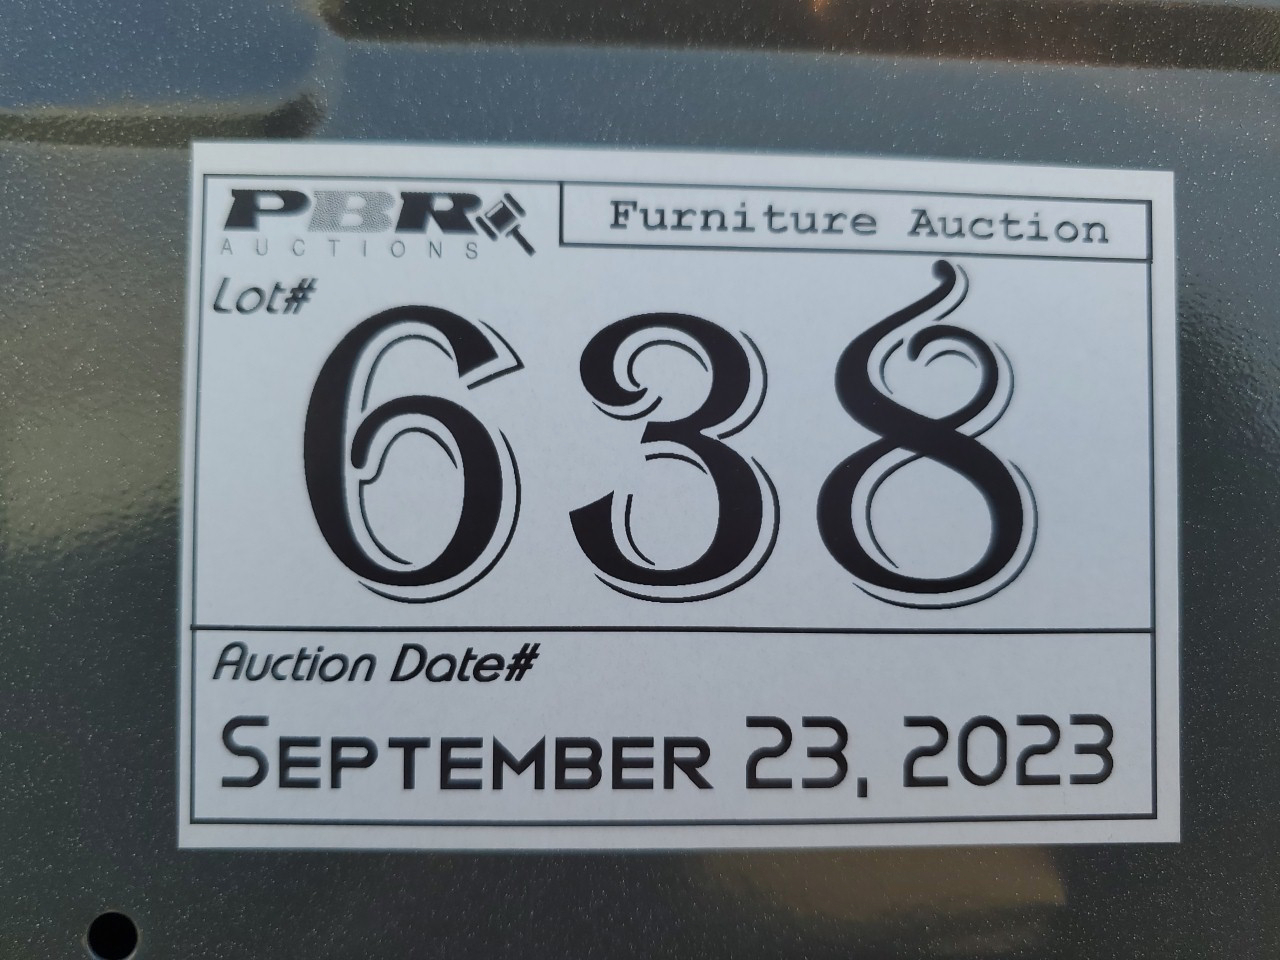 PBR
AUCTIONS
Furniture Auction
Lot#
638
Auction Date#
September 23, 2023